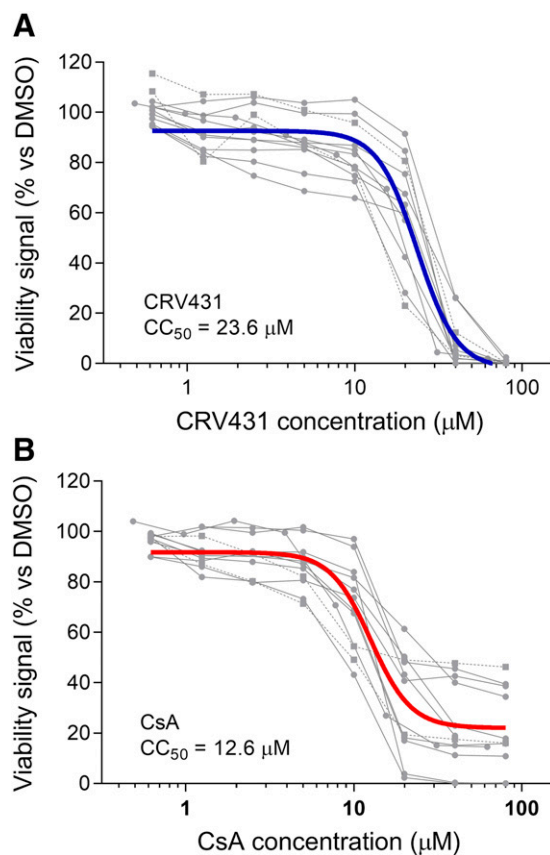 A
120
100
80
60
40
20
0
Viability signal (% vs DMSO)
CRV431
CC50 = 23.6 μM
1
10
100
CRV431 concentration (μM)
B
120
100
80
60
40
20
0
Viability signal (% vs DMSO)
CsA
CC50 = 12.6 μM
1
10
100
CsA concentration (μM)